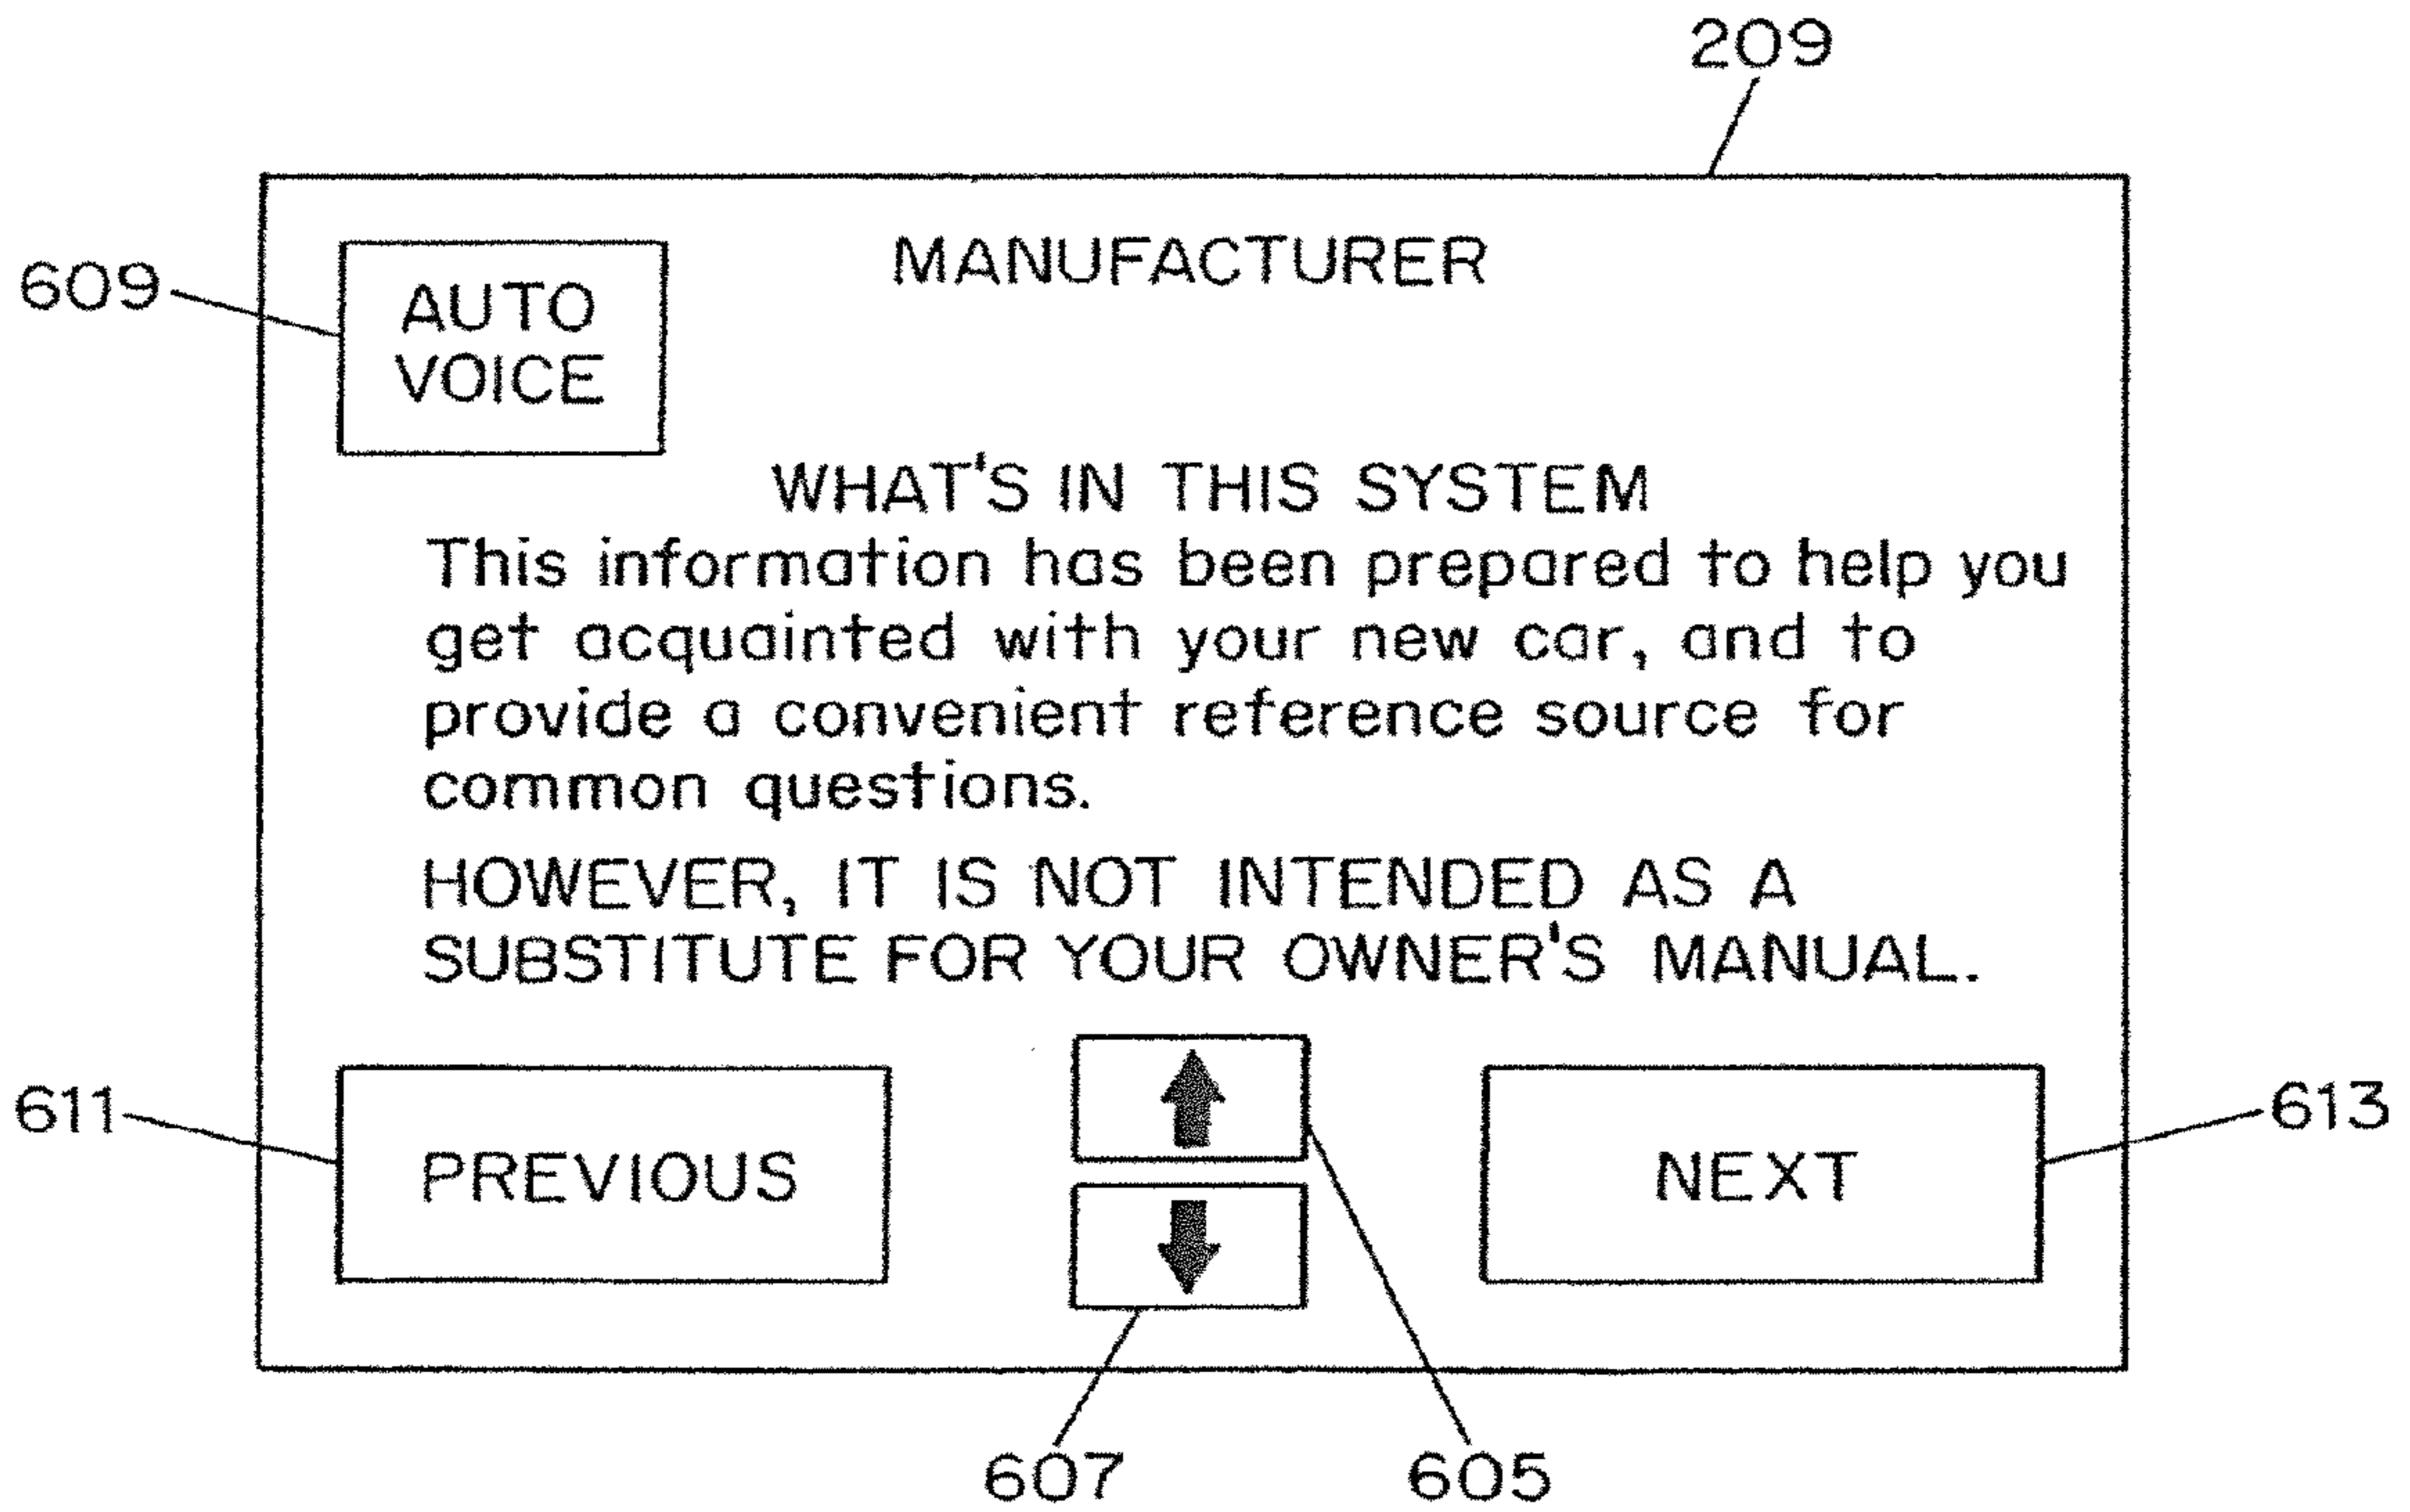 209
MANUFACTURER
609
AUTO
VOICE
WHAT'S IN THIS SYSTEM
This information has been prepared to help you
get acquainted with your new car, and to
provide a convenient reference source for
common questions.
HOWEVER, IT IS NOT INTENDED AS A
SUBSTITUTE FOR YOUR OWNER'S MANUAL.
611
PREVIOUS
NEXT
613
607
605